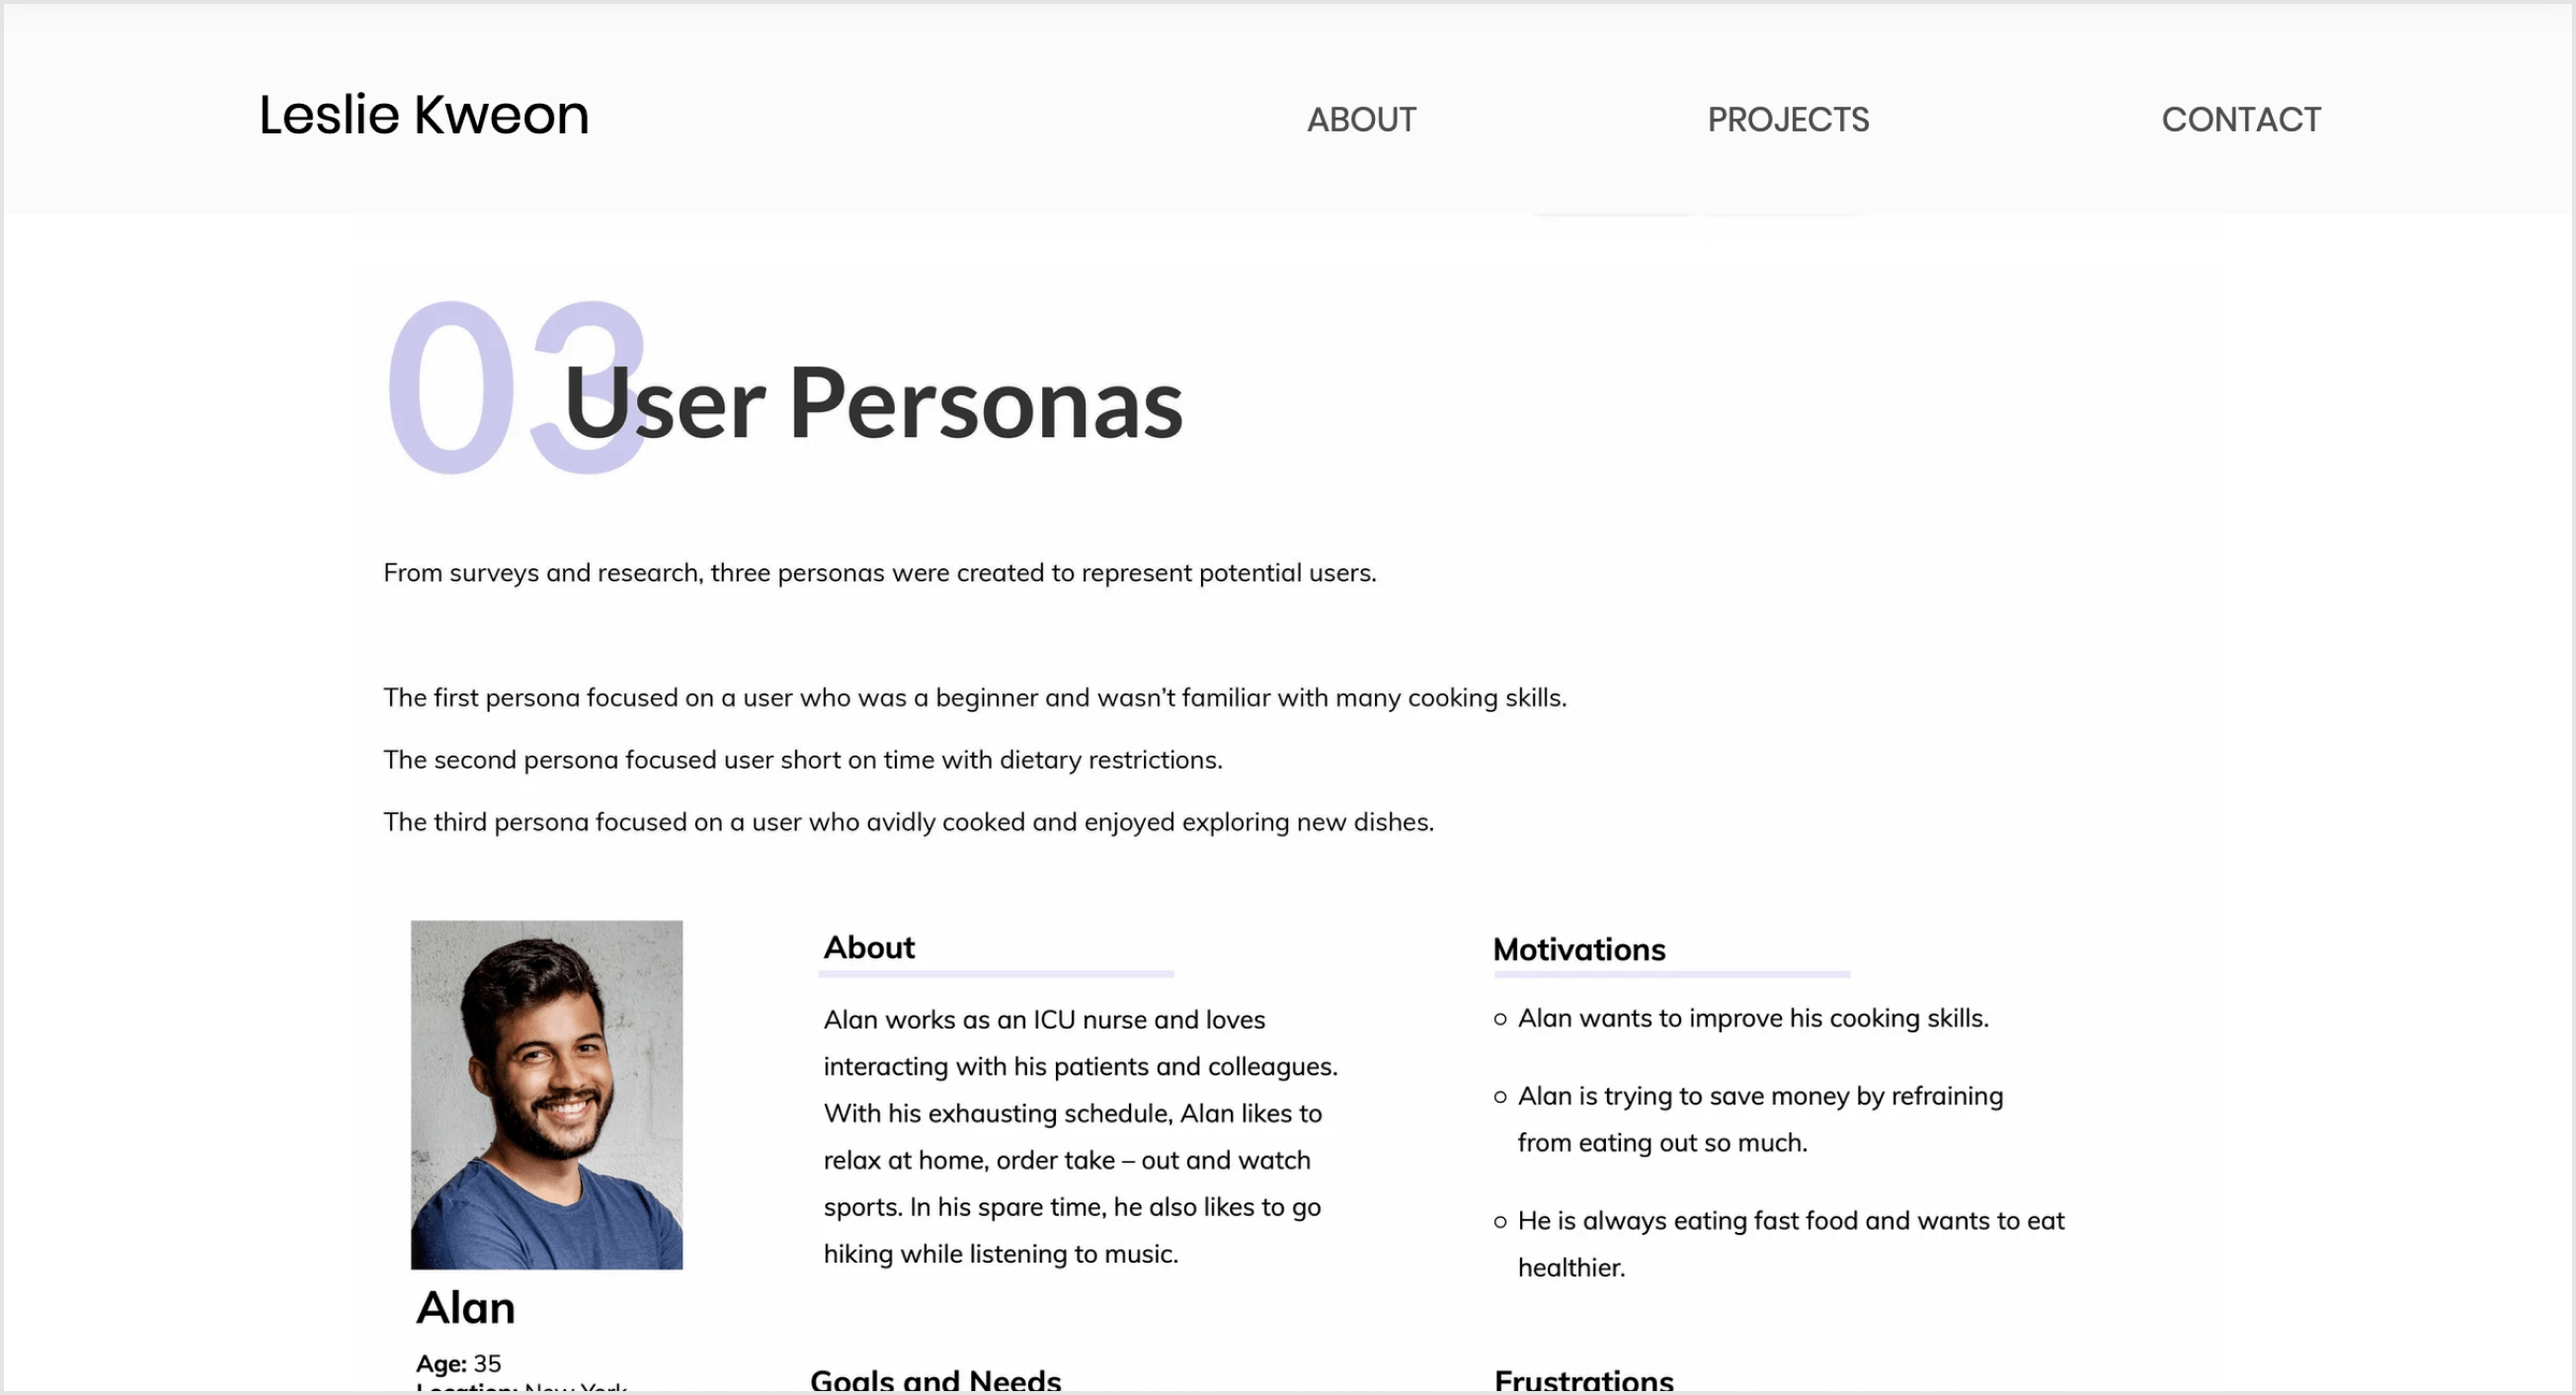 Leslie Kweon
ABOUT
PROJECTS
CONTACT
03
User Personas
From surveys and research, three personas were created to represent potential users.
The first persona focused on a user who was a beginner and wasn’t familiar with many cooking skills.
The second persona focused user short on time with dietary restrictions.
The third persona focused on a user who avidly cooked and enjoyed exploring new dishes.
Alan
Age: 35
Location: New York
About
Alan works as an ICU nurse and loves
interacting with his patients and colleagues.
With his exhausting schedule, Alan likes to
relax at home, order take – out and watch
sports. In his spare time, he also likes to go
hiking while listening to music.
Goals and Needs
Motivations
Alan wants to improve his cooking skills.
Alan is trying to save money by refraining
from eating out so much.
He is always eating fast food and wants to eat
healthier.
Frustrations